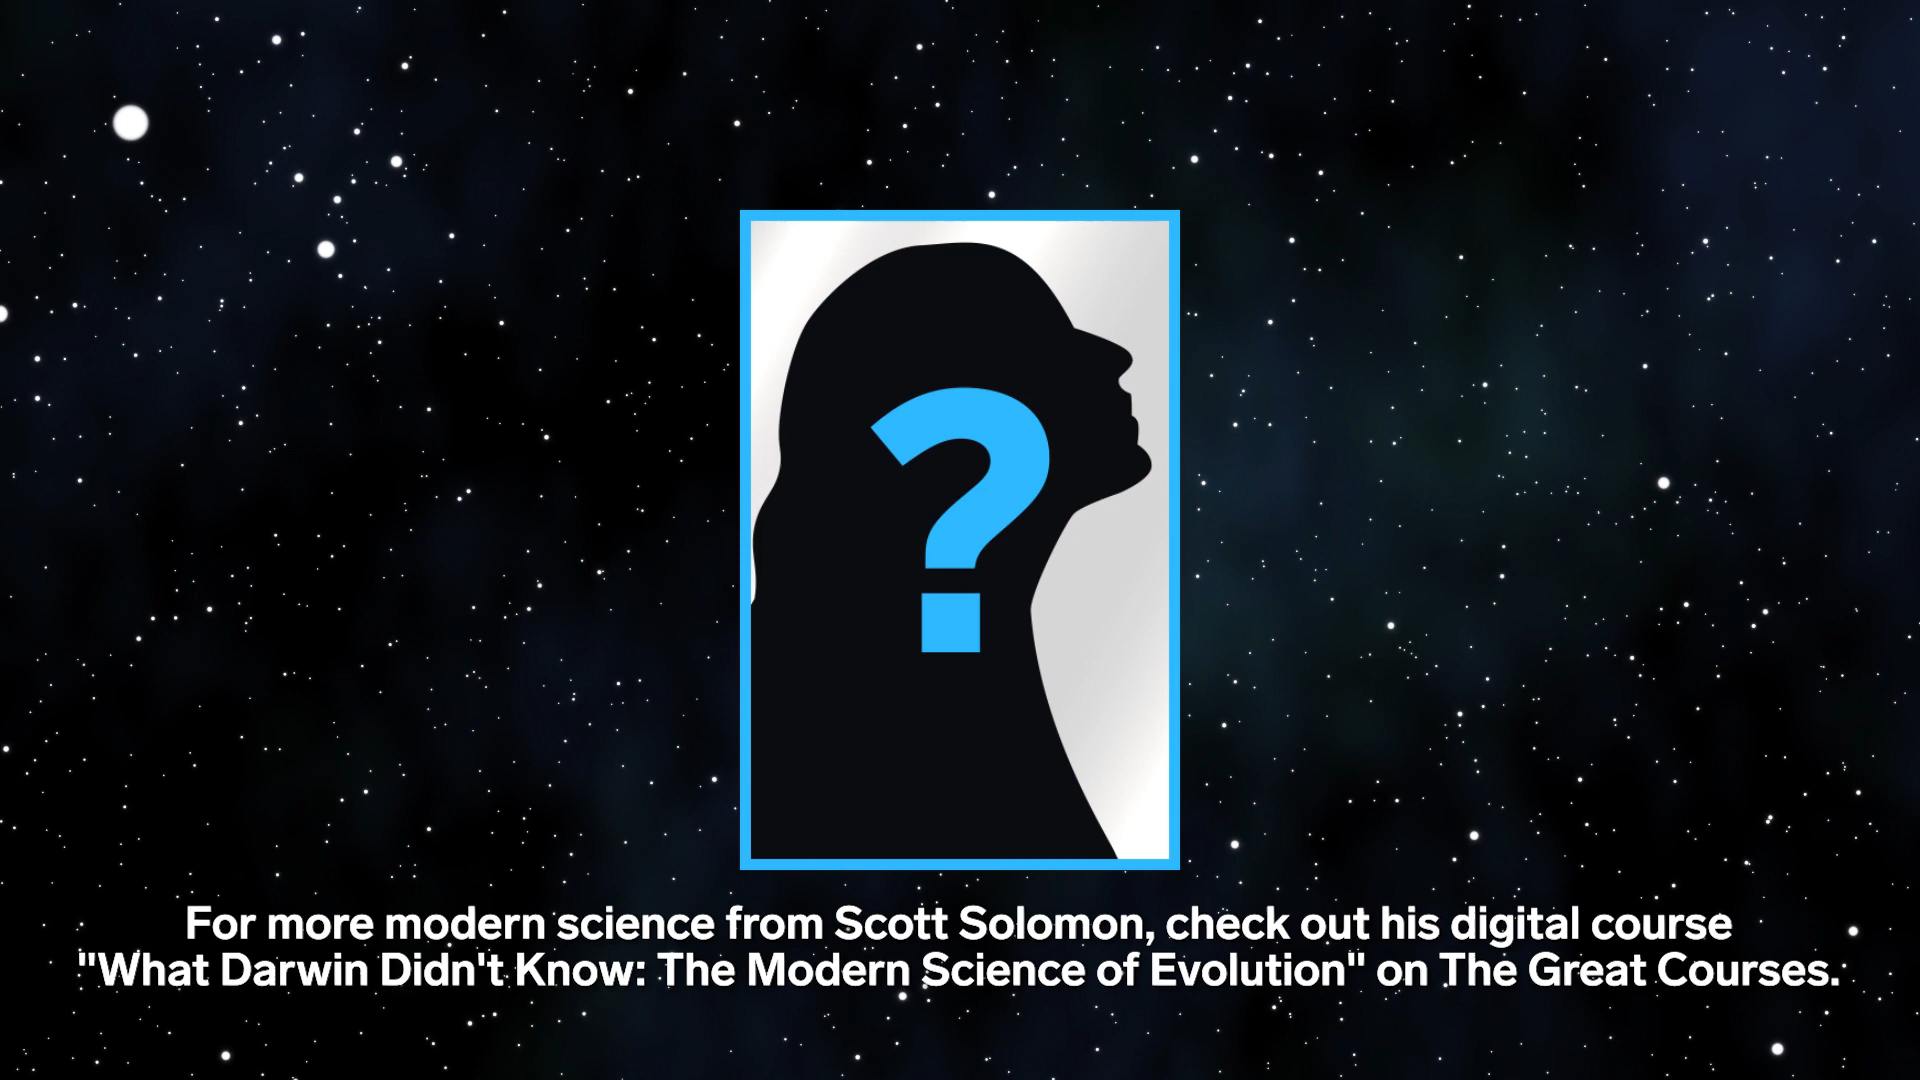 ?
For more modern science from Scott Solomon, check out his digital course
"What Darwin Didn't Know: The Modern Science of Evolution" on The Great Courses.